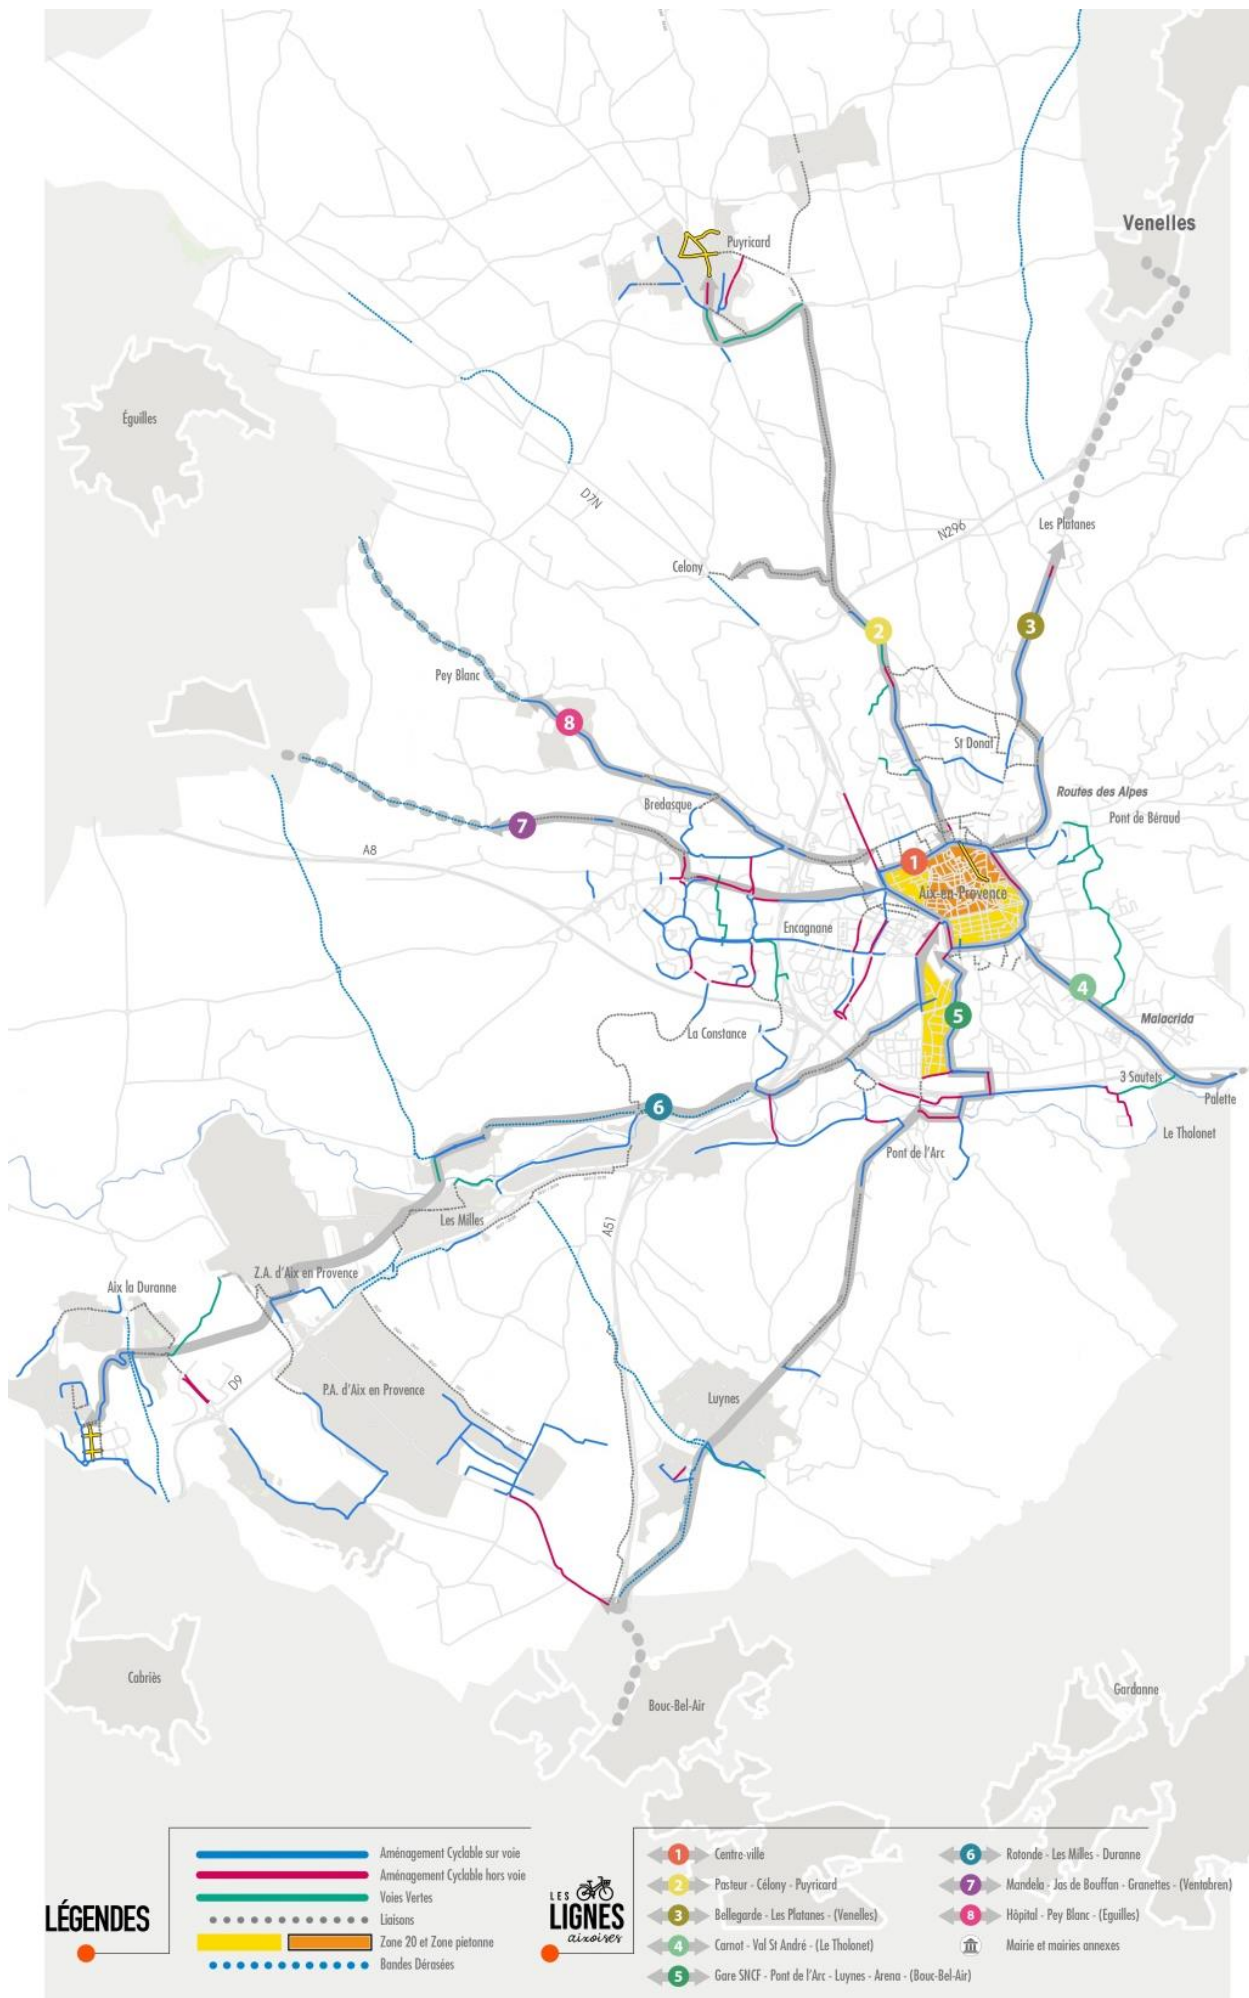 Venelles
Puyricard
Éguilles
D7N
N296
Les Platanes
Celony
2
3
Pey Blanc
8
St Donat
Routes des Alpes
Bredasque
Pont de Béraud
7
A8
1
Aix-en-Provence
Encagnane
4
5
Malacrida
La Constance
3 Sautets
6
Palette
Le Tholonet
Pont de l'Arc
Les Milles
A51
Z.A. d'Aix en Provence
Aix la Duranne
D9
P.A. d'Aix en Provence
Luynes
Cabriès
Bouc-Bel-Air
Gardanne
LÉGENDES
Aménagement Cyclable sur voie
Aménagement Cyclable hors voie
Voies Vertes
Liaisons
Zone 20 et Zone pietonne
Bandes Dérasées
LES
LIGNES
aixoises
1 Centre-ville
2 Pasteur - Célony - Puyricard
3 Bellegarde - Les Platanes - (Venelles)
4 Carnot - Val St André - (Le Tholonet)
5 Gare SNCF - Pont de l'Arc - Luynes - Arena - (Bouc-Bel-Air)
6 Rotonde - Les Milles - Duranne
7 Mandela - Jas de Bouffan - Granettes - (Ventabren)
8 Hôpital - Pey Blanc - (Eguilles)
Mairie et mairies annexes